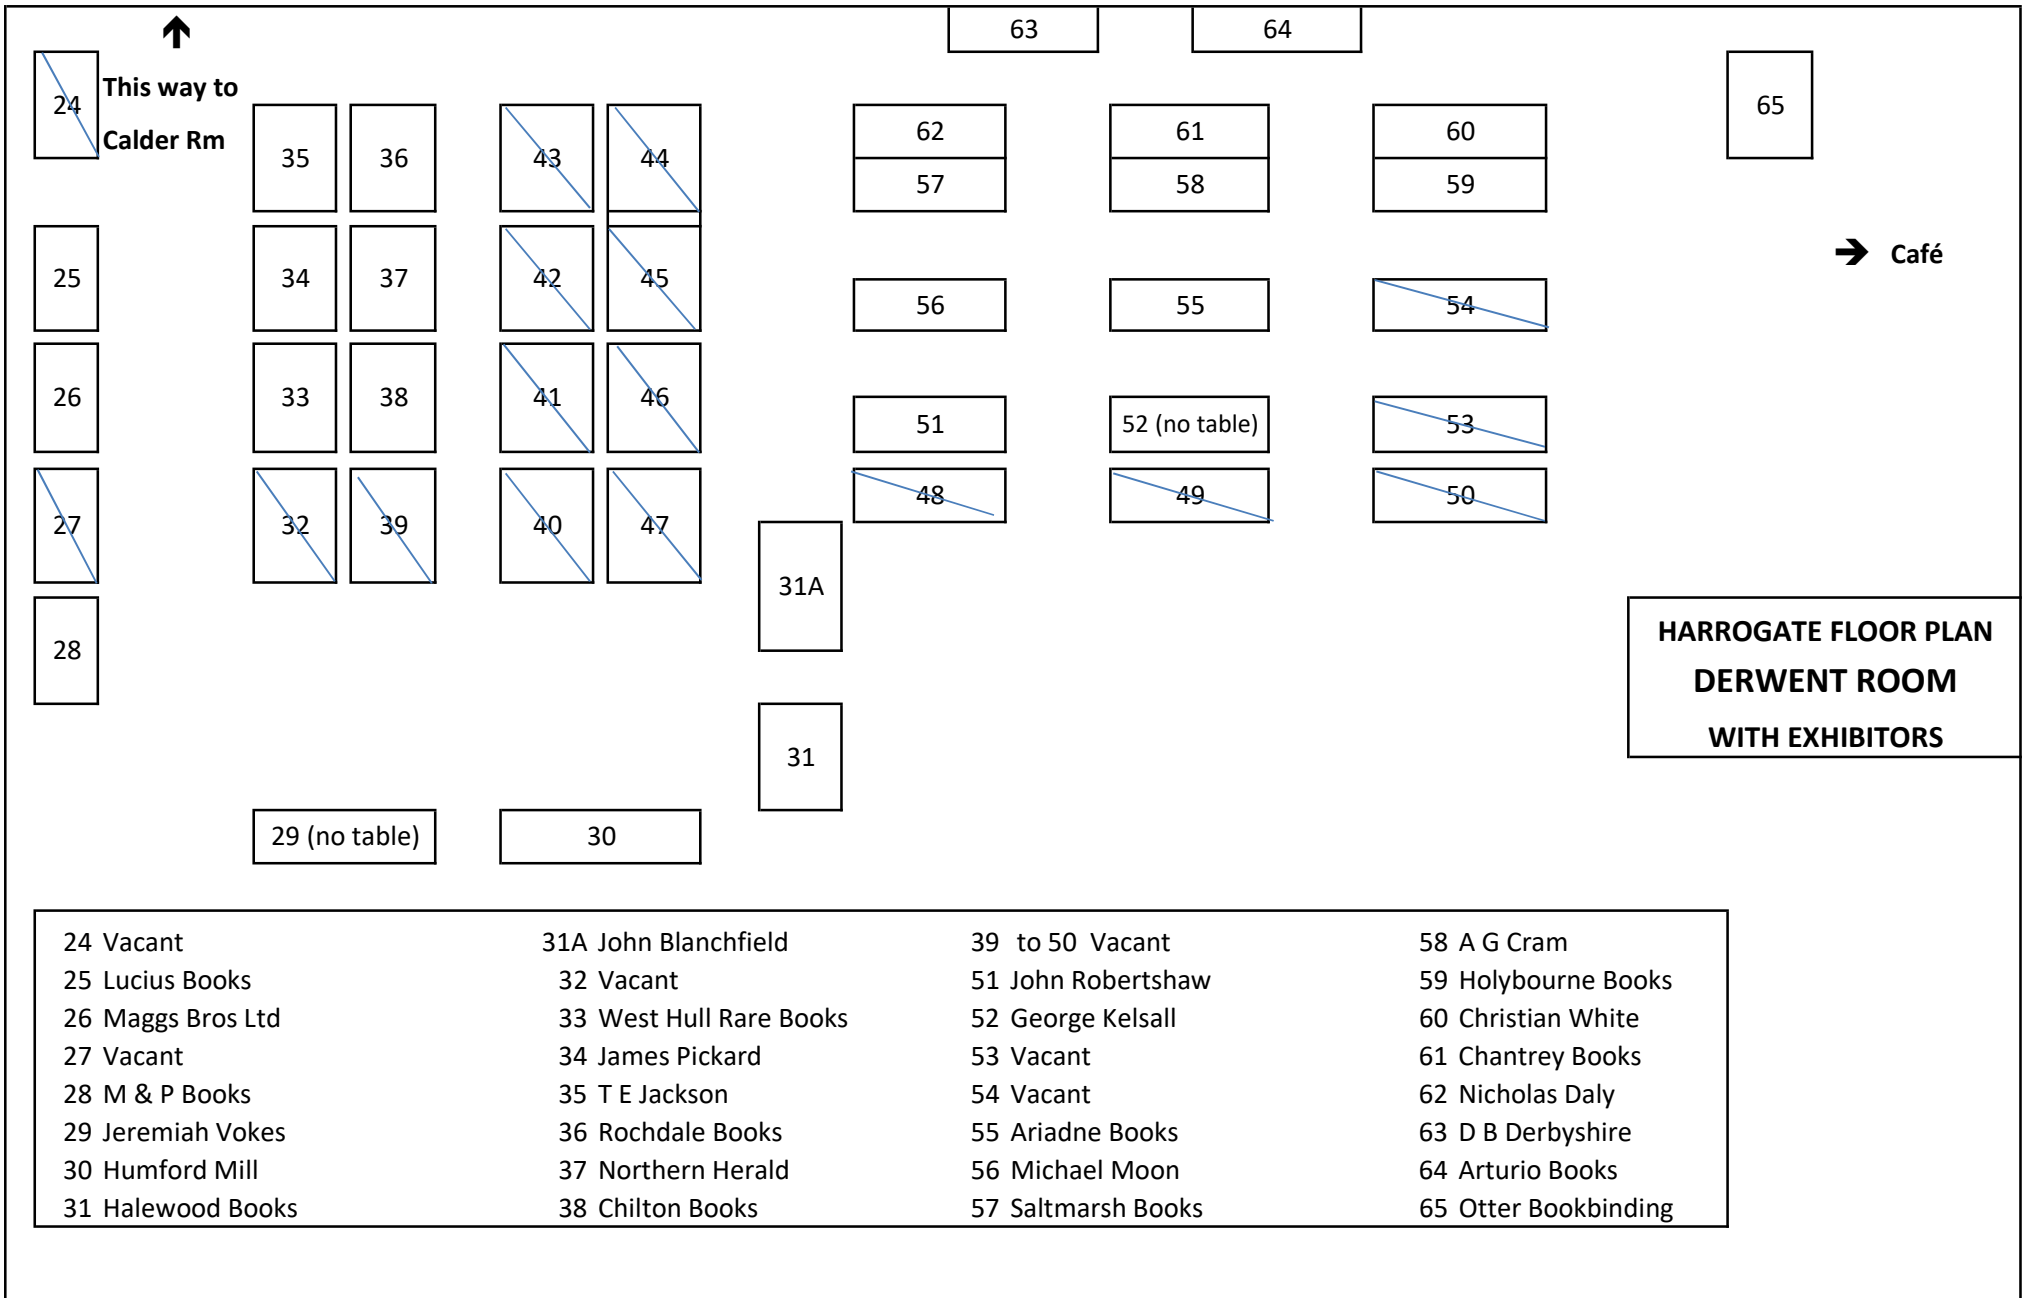 63 64
24 This way to
Calder Rm
65
35 36 43 44
62 61 60
57 58 59
25 34 37 42 45
56 55 54
➔ Café
26 33 38 41 46
51 52 (no table) 53
27 32 39 40 47
48 49 50
31A
28
HARROGATE FLOOR PLAN
DERWENT ROOM
WITH EXHIBITORS
31
29 (no table) 30
24 Vacant
25 Lucius Books
26 Maggs Bros Ltd
27 Vacant
28 M & P Books
29 Jeremiah Vokes
30 Humford Mill
31 Halewood Books
31A John Blanchfield
32 Vacant
33 West Hull Rare Books
34 James Pickard
35 T E Jackson
36 Rochdale Books
37 Northern Herald
38 Chilton Books
39 to 50 Vacant
51 John Robertshaw
52 George Kelsall
53 Vacant
54 Vacant
55 Ariadne Books
56 Michael Moon
57 Saltmarsh Books
58 A G Cram
59 Holybourne Books
60 Christian White
61 Chantrey Books
62 Nicholas Daly
63 D B Derbyshire
64 Arturio Books
65 Otter Bookbinding